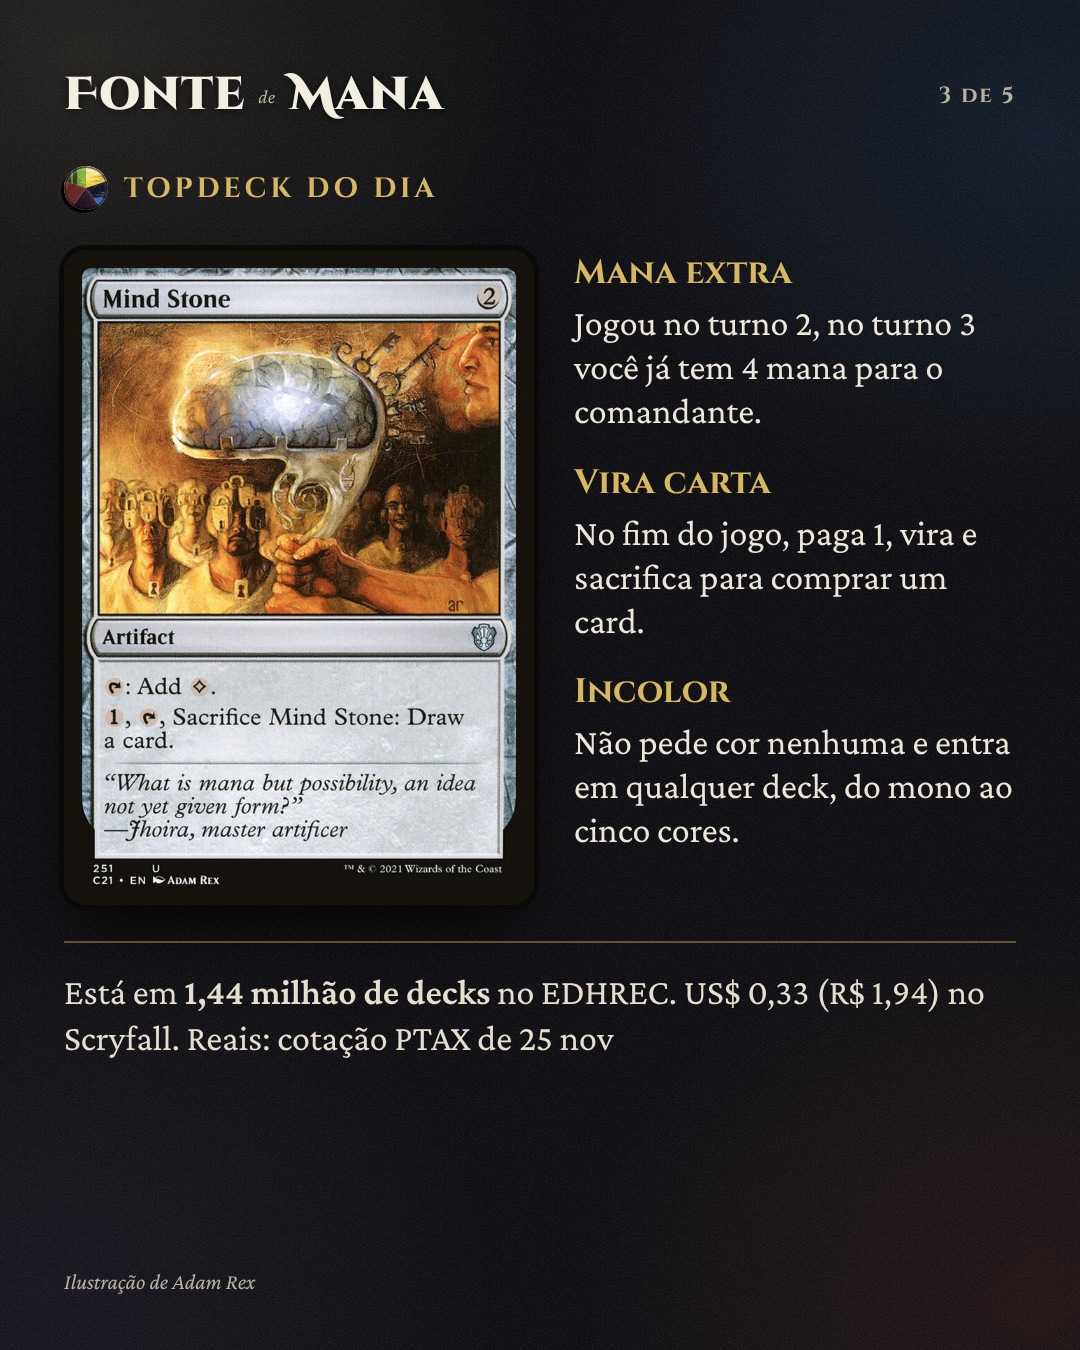 Fonte de Mana
3 de 5
Topdeck do dia
Mind Stone 2
ar
Artifact
: Add .
1, , Sacrifice Mind Stone: Draw
a card.
“What is mana but possibility, an idea
not yet given form?”
—Jhoira, master artificer
251 U
C21 • EN Adam Rex
™ & © 2021 Wizards of the Coast
Mana extra
Jogou no turno 2, no turno 3
você já tem 4 mana para o
comandante.
Vira carta
No fim do jogo, paga 1, vira e
sacrifica para comprar um
card.
Incolor
Não pede cor nenhuma e entra
em qualquer deck, do mono ao
cinco cores.
Está em 1,44 milhão de decks no EDHREC. US$ 0,33 (R$ 1,94) no
Scryfall. Reais: cotação PTAX de 25 nov
Ilustração de Adam Rex